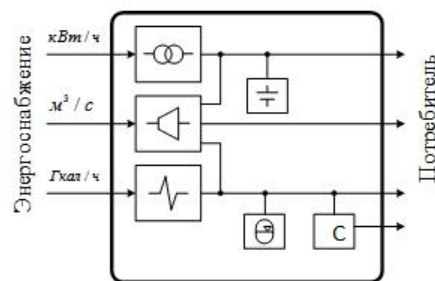 Энергоснабжение
кВт / ч
м³ / с
Гкал / ч
С
Потребитель